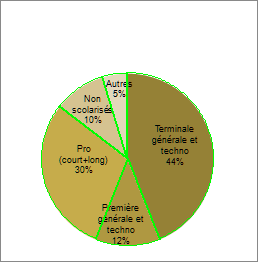 Autres
5%
Non
scolarisés
10%
Terminale
générale et
techno
44%
Pro
(court+long)
30%
Première
générale et
techno
12%